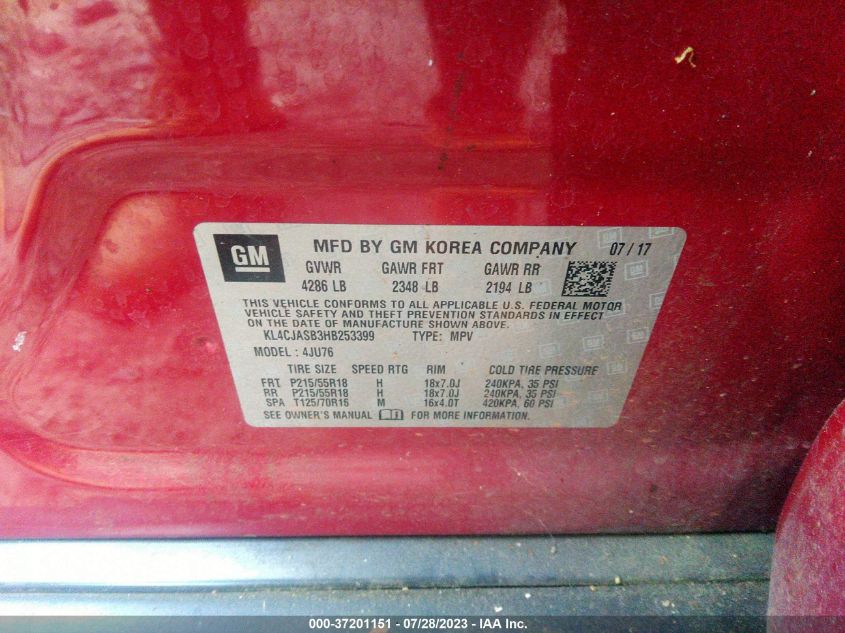 GM
MFD BY GM KOREA COMPANY 07 / 17
GVWR GAWR FRT GAWR RR
4286 LB 2348 LB 2194 LB
THIS VEHICLE CONFORMS TO ALL APPLICABLE U.S. FEDERAL MOTOR
VEHICLE SAFETY AND THEFT PREVENTION STANDARDS IN EFFECT
ON THE DATE OF MANUFACTURE SHOWN ABOVE.
KL4CJASB3HB253399 TYPE: MPV
MODEL : 4JU76
TIRE SIZE SPEED RTG RIM COLD TIRE PRESSURE
FRT P215/55R18 H 18x7.0J 240KPA, 35 PSI
RR P215/55R18 H 18x7.0J 240KPA, 35 PSI
SPA T125/70R16 M 16x4.0T 420KPA, 60 PSI
SEE OWNER'S MANUAL FOR MORE INFORMATION.
000-37201151 / 07/28/2023 - IAA Inc.